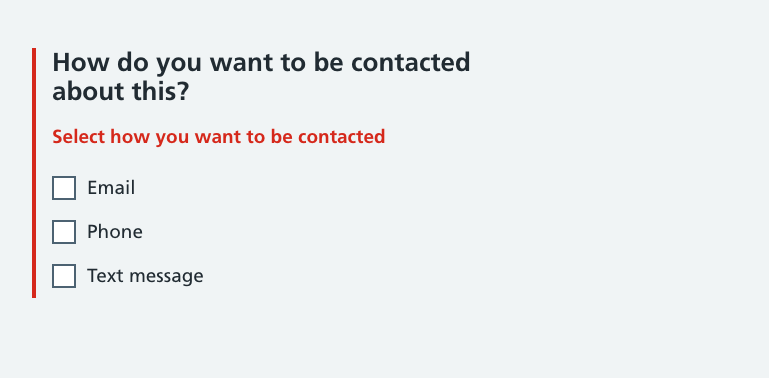 How do you want to be contacted
about this?
Select how you want to be contacted
Email
Phone
Text message